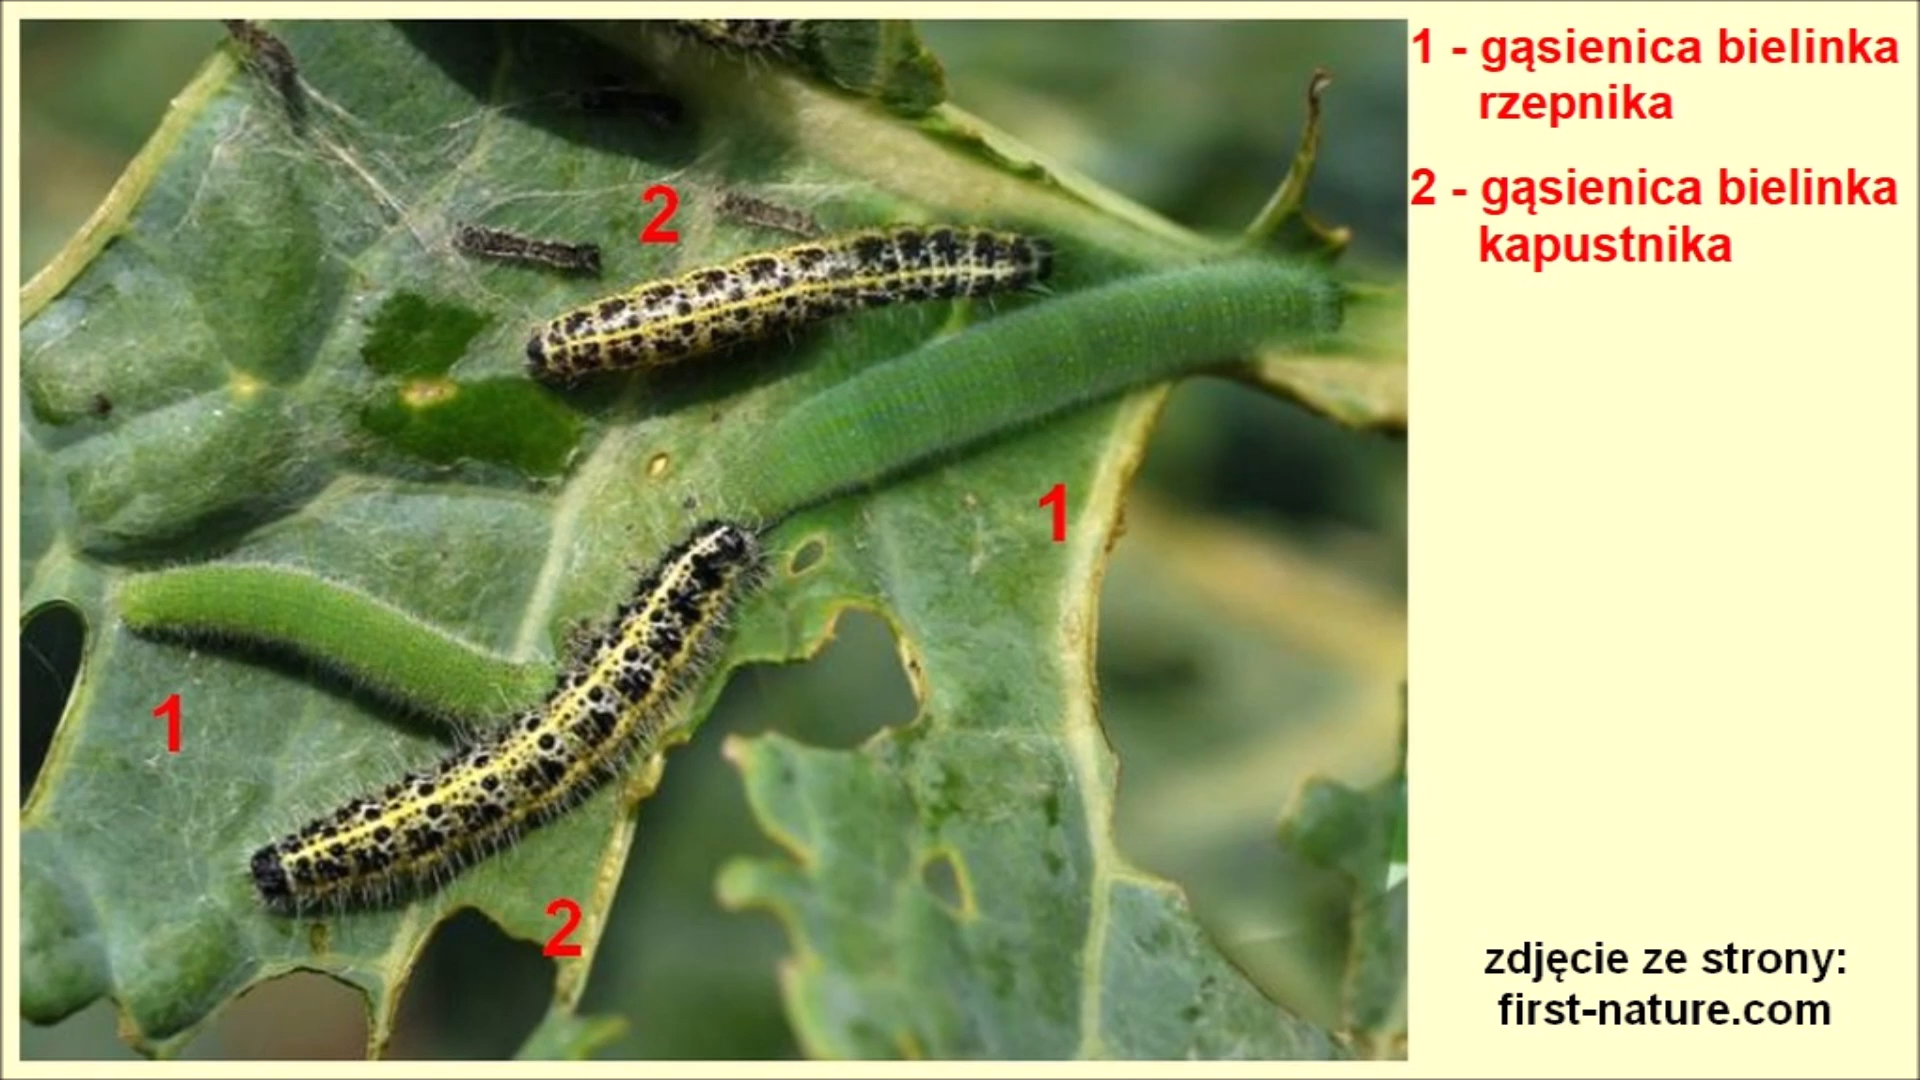 1 - gąsienica bielinka
rzepnika
2 - gąsienica bielinka
kapustnika
2
1
1
2
zdjęcie ze strony:
first-nature.com